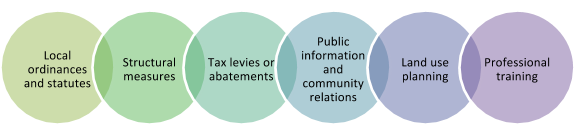 Local
ordinances
and statutes
Structural
measures
Tax levies or
abatements
Public
information
and
community
relations
Land use
planning
Professional
training